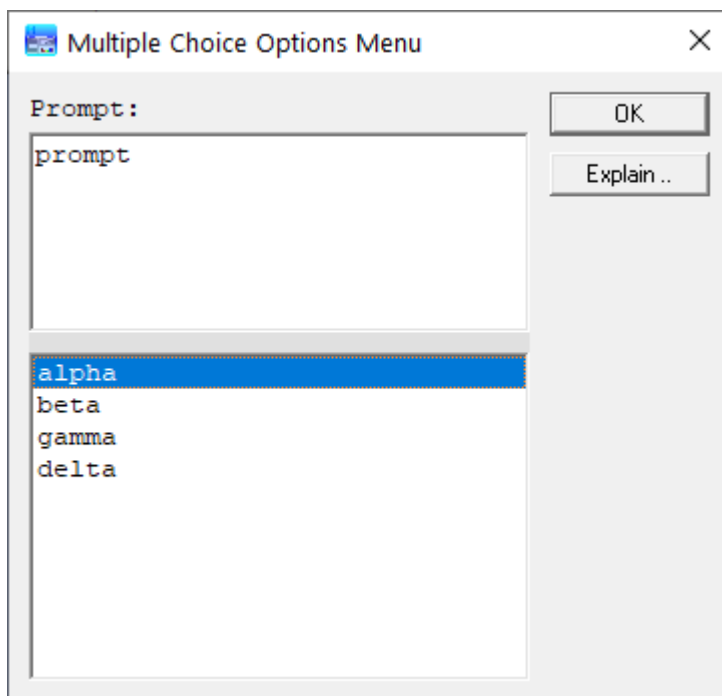 Multiple Choice Options Menu
Prompt:
OK
prompt
Explain ..
alpha
beta
gamma
delta